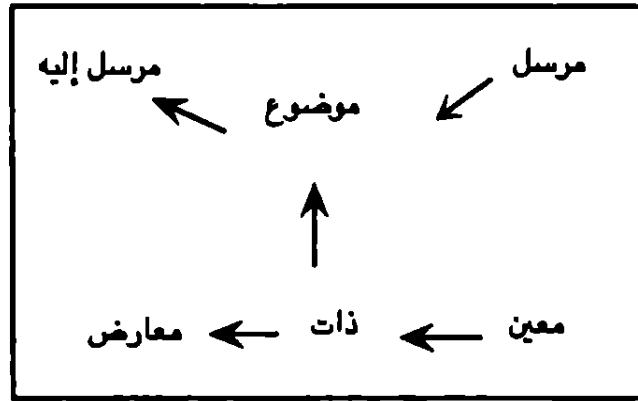 مرسل مرسل إليه
موضوع
معين ذات معارض